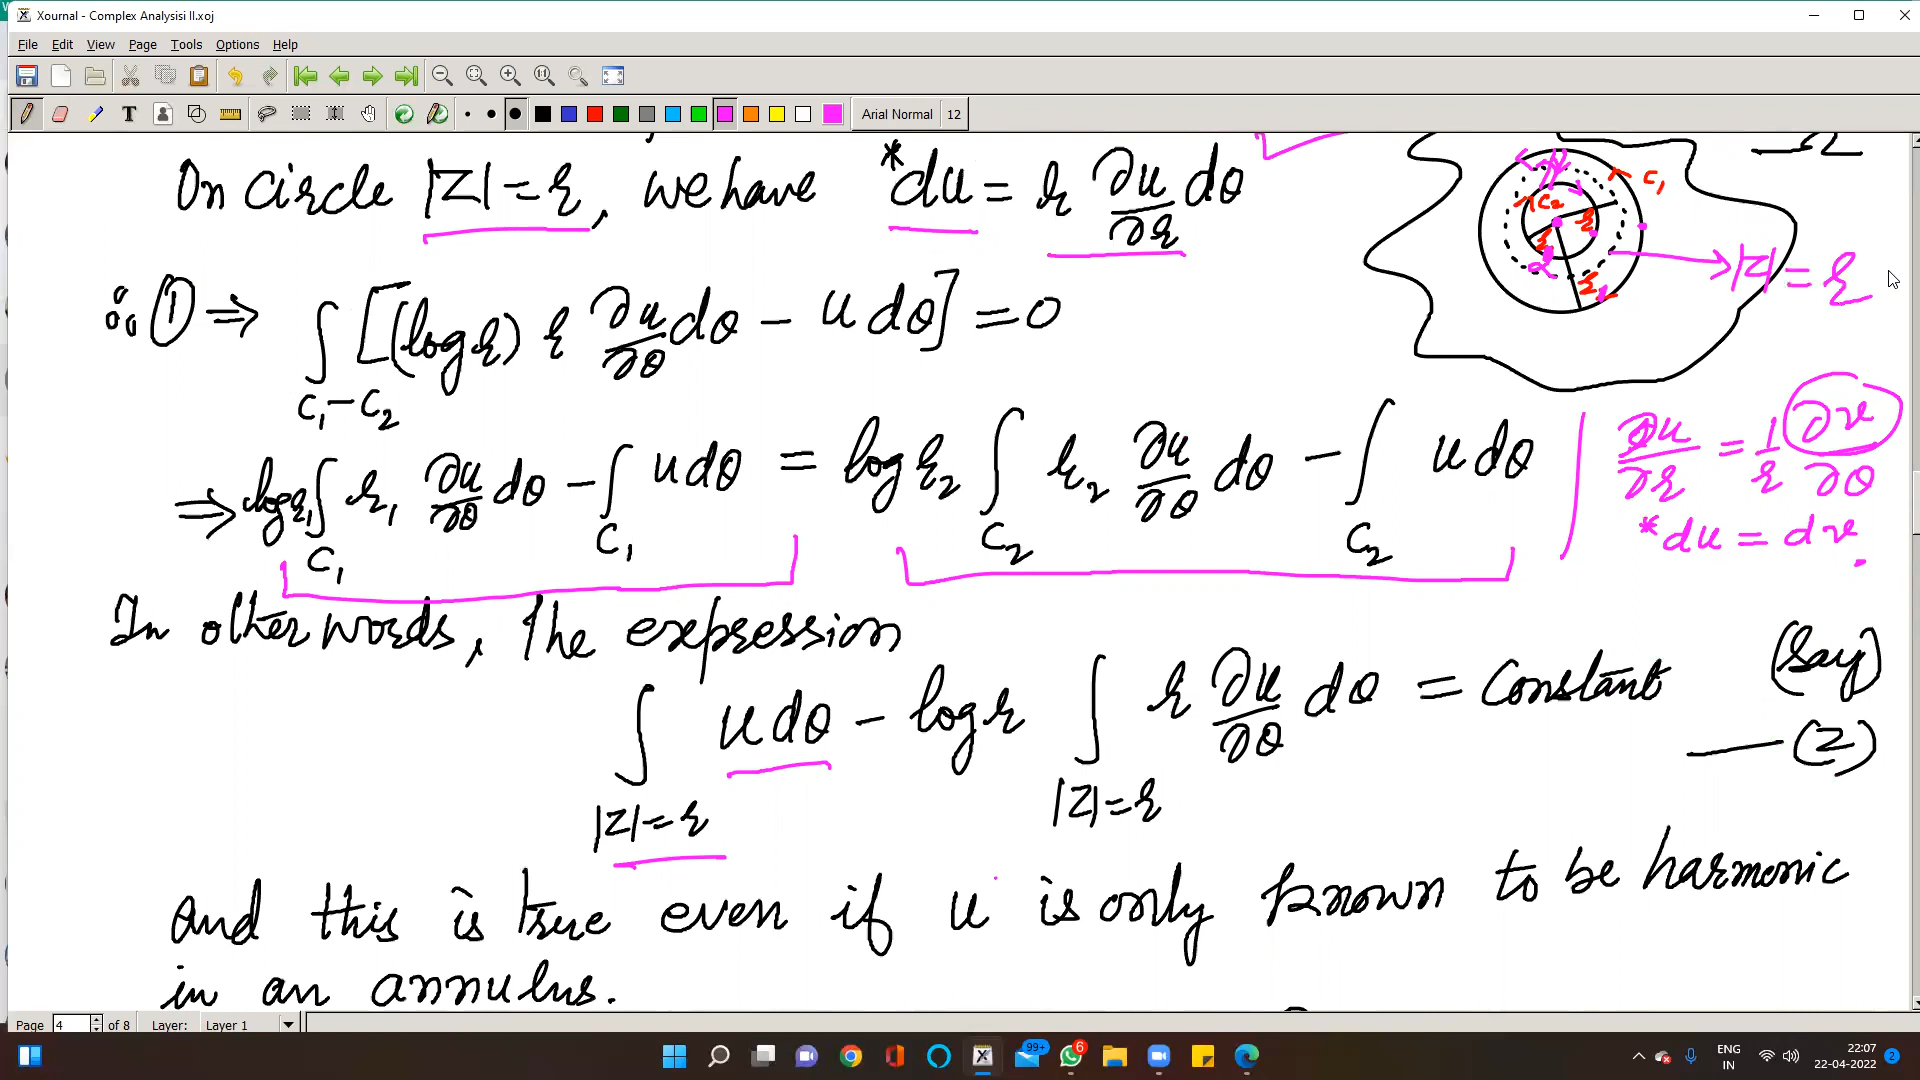 Xournal - Complex Analysisi II.xoj
File Edit View Page Tools Options Help
Arial Normal 12
On circle |z|=r, we have *du = r ∂u/∂r dθ
∴ ① ⇒ ∫_{C₁-C₂} [(log r) r ∂u/∂θ dθ - u dθ] = 0
⇒ log r₁ ∫_{C₁} r₁ ∂u/∂θ dθ - ∫_{C₁} u dθ = log r₂ ∫_{C₂} r₂ ∂u/∂θ dθ - ∫_{C₂} u dθ
In other words, the expression
∫_{|z|=r} u dθ - log r ∫_{|z|=r} r ∂u/∂θ dθ = Constant (say) —(2)
and this is true even if u is only known to be harmonic
in an annulus.
Ω
C₁
C₂
|z| = r
∂u/∂r = 1/r ∂v/∂θ
*du = dv
Page 4 of 8 Layer: Layer 1
99+
6
ENG
IN
22:07
22-04-2022
2